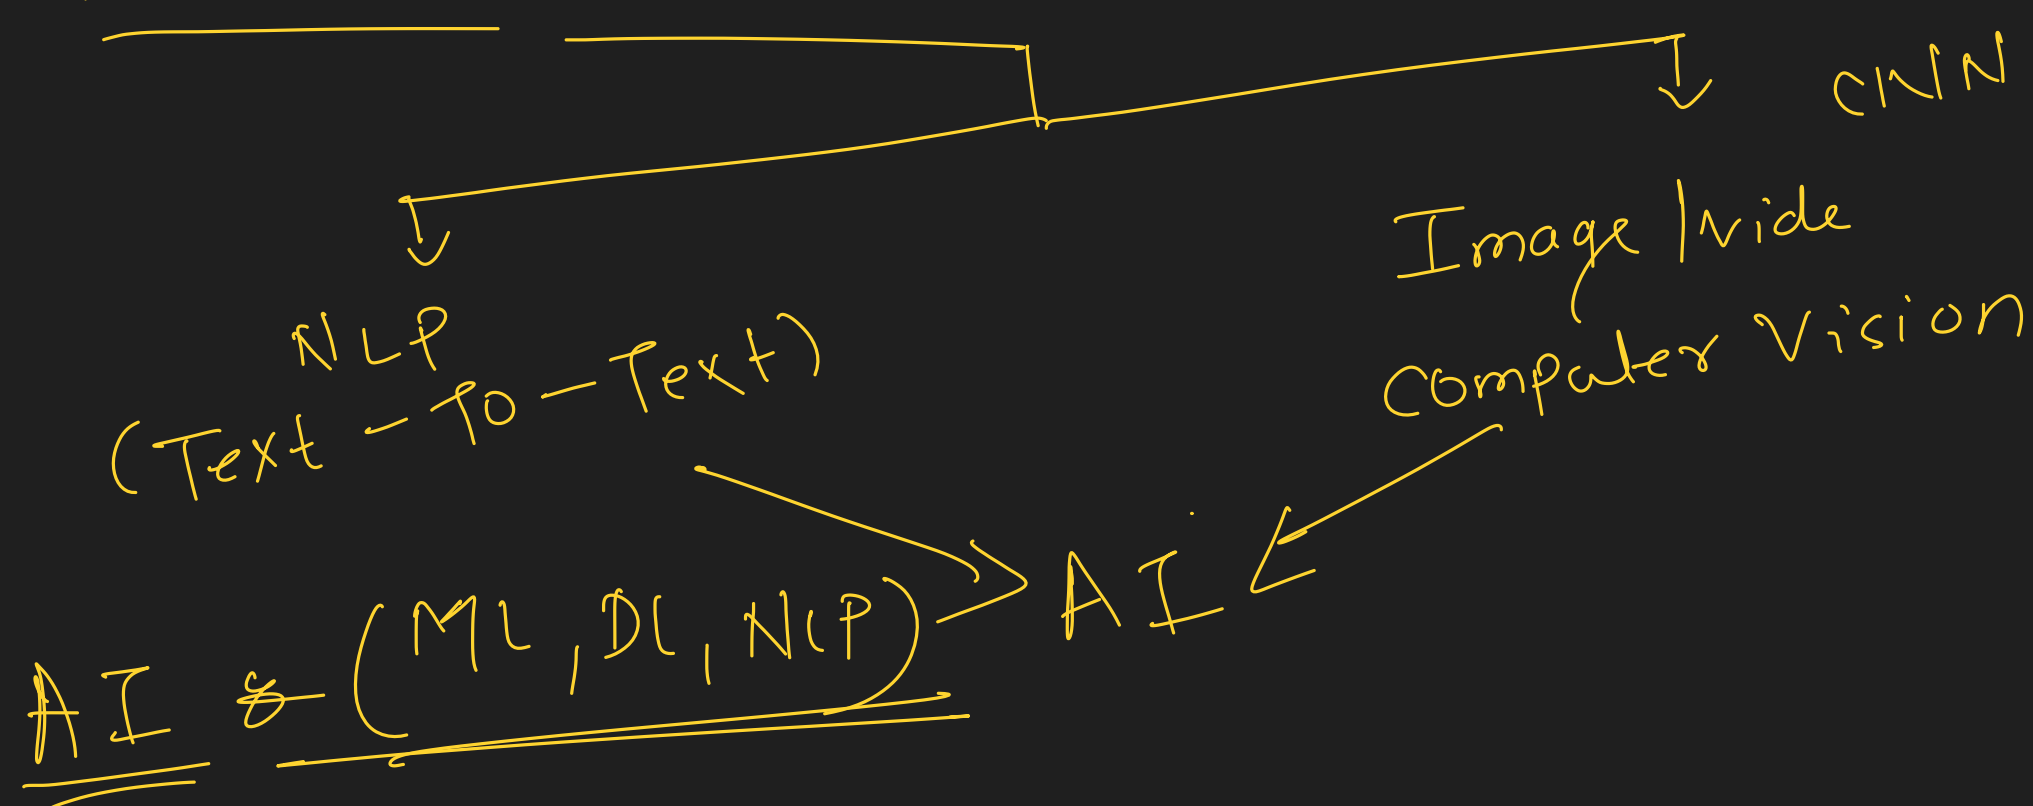 CNN
Image / vide
Computer Vision
NLP
(Text - To - Text)
AI
AI & (ML, DL, NLP)